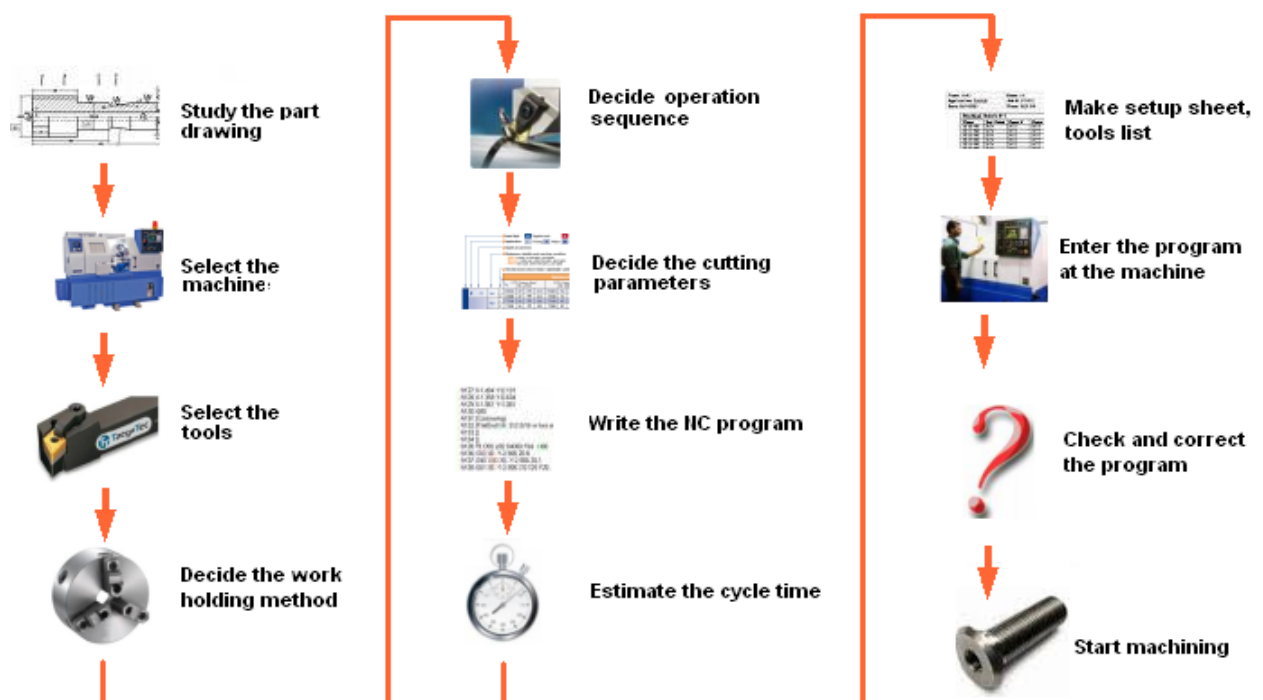 Study the part
drawing
Select the
machine
Select the
tools
TaeguTec
Decide the work
holding method
Decide operation
sequence
Decide the cutting
parameters
Write the NC program
Estimate the cycle time
Make setup sheet,
tools list
Enter the program
at the machine
Check and correct
the program
Start machining